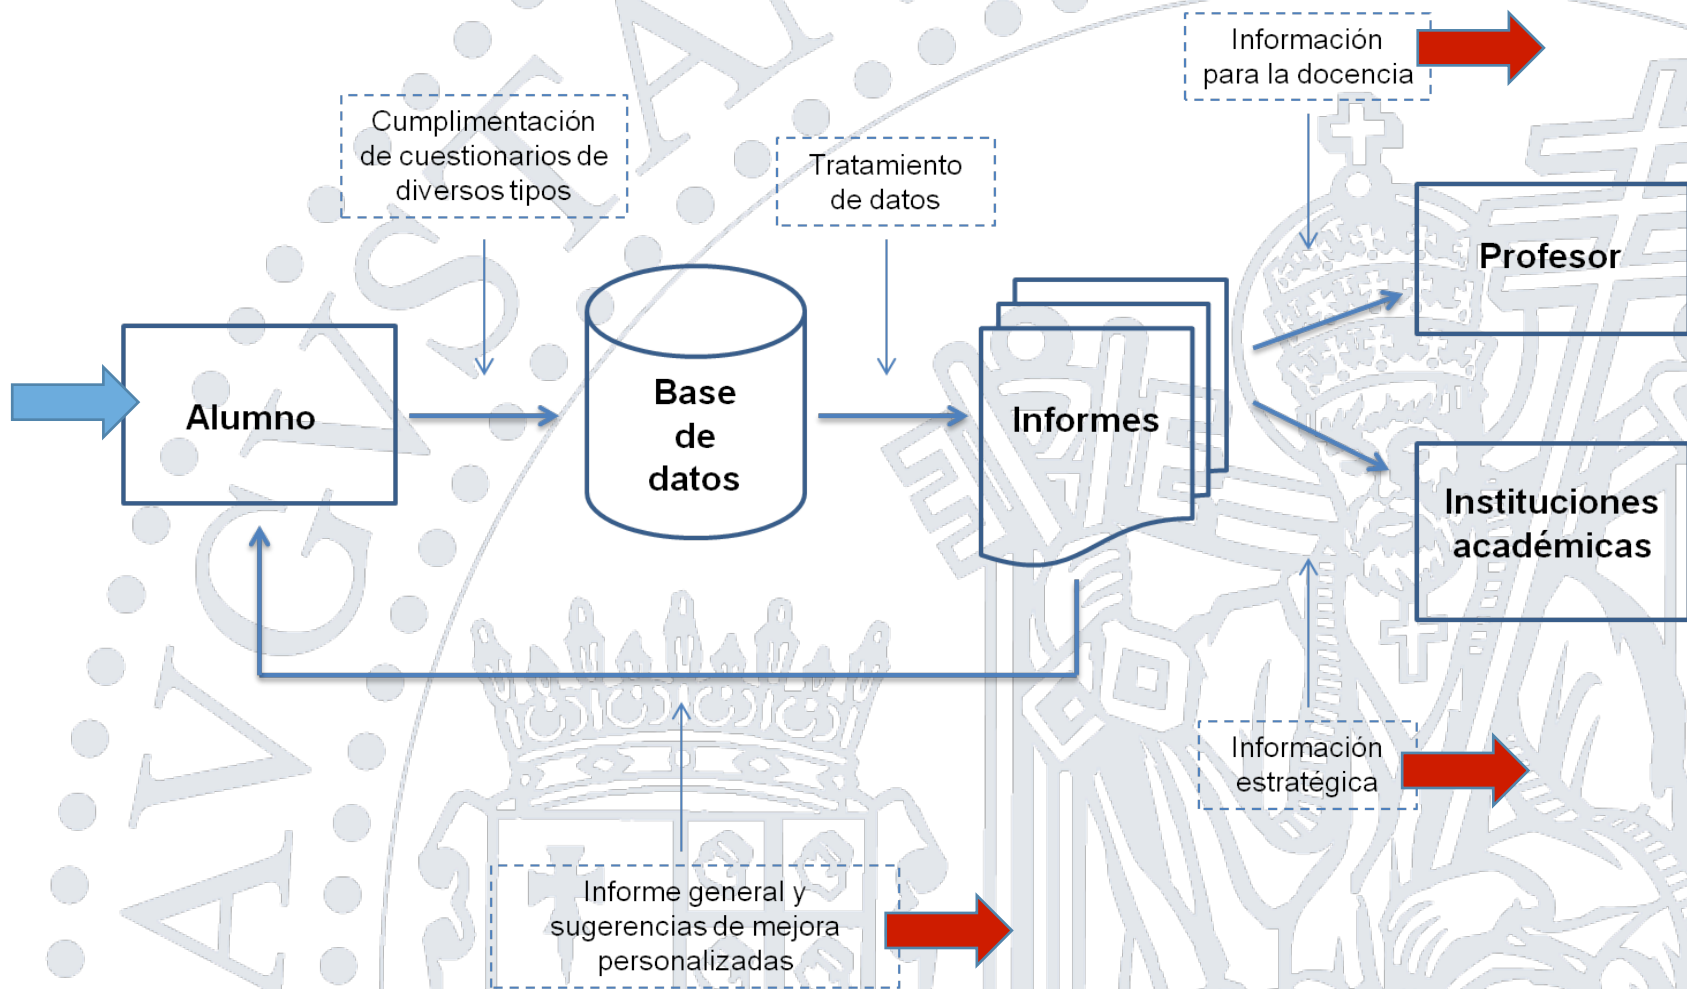 Información
para la docencia
Cumplimentación
de cuestionarios de
diversos tipos
Tratamiento
de datos
Profesor
Alumno
Base
de
datos
Informes
Instituciones
académicas
Información
estratégica
Informe general y
sugerencias de mejora
personalizadas
AVGVSTA